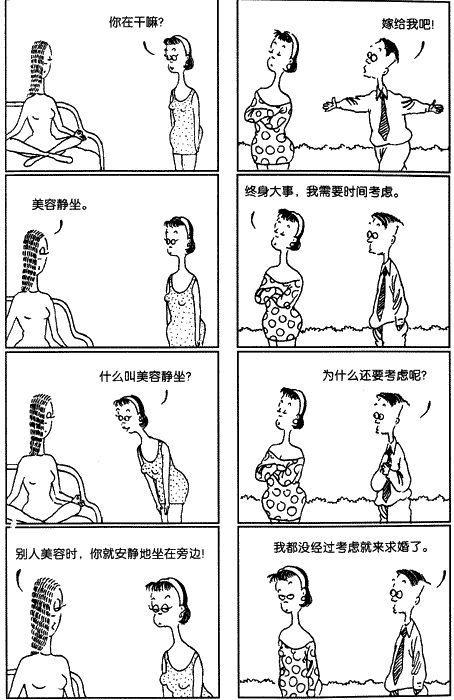 你在干嘛?
美容静坐。
什么叫美容静坐?
别人美容时,你就安静地坐在旁边!
嫁给我吧!
终身大事,我需要时间考虑。
为什么还要考虑呢?
我都没经过考虑就来求婚了。